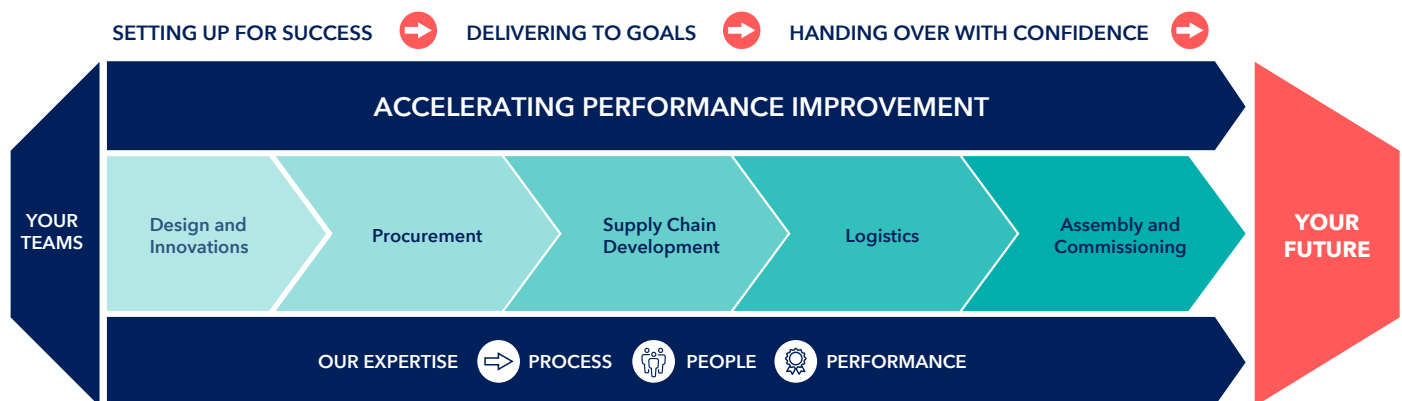 SETTING UP FOR SUCCESS DELIVERING TO GOALS HANDING OVER WITH CONFIDENCE
ACCELERATING PERFORMANCE IMPROVEMENT
YOUR
TEAMS
Design and
Innovations
Procurement
Supply Chain
Development
Logistics
Assembly and
Commissioning
YOUR
FUTURE
OUR EXPERTISE PROCESS PEOPLE PERFORMANCE